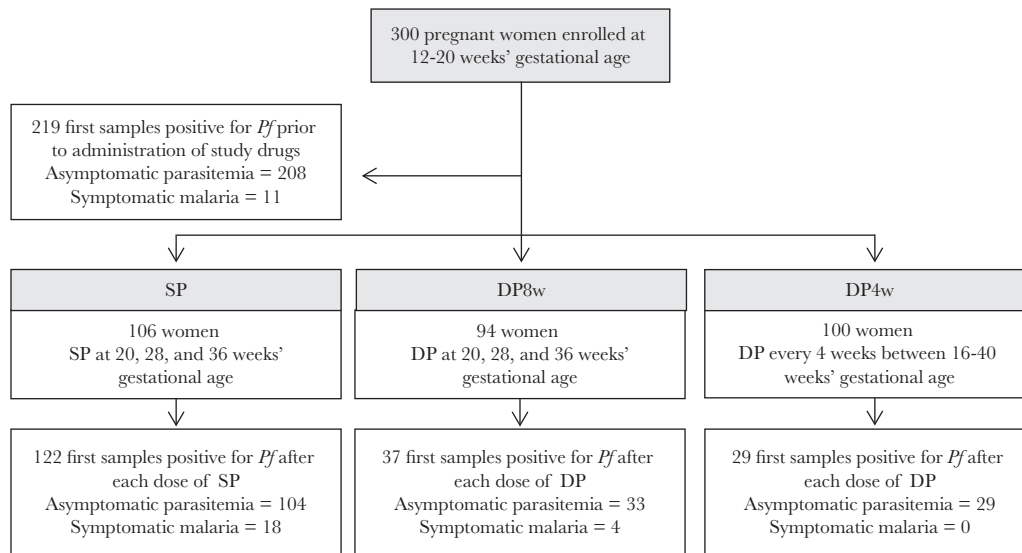 300 pregnant women enrolled at
12-20 weeks' gestational age
219 first samples positive for Pf prior
to administration of study drugs
Asymptomatic parasitemia = 208
Symptomatic malaria = 11
SP
106 women
SP at 20, 28, and 36 weeks'
gestational age
122 first samples positive for Pf after
each dose of SP
Asymptomatic parasitemia = 104
Symptomatic malaria = 18
DP8w
94 women
DP at 20, 28, and 36 weeks'
gestational age
37 first samples positive for Pf after
each dose of DP
Asymptomatic parasitemia = 33
Symptomatic malaria = 4
DP4w
100 women
DP every 4 weeks between 16-40
weeks' gestational age
29 first samples positive for Pf after
each dose of DP
Asymptomatic parasitemia = 29
Symptomatic malaria = 0